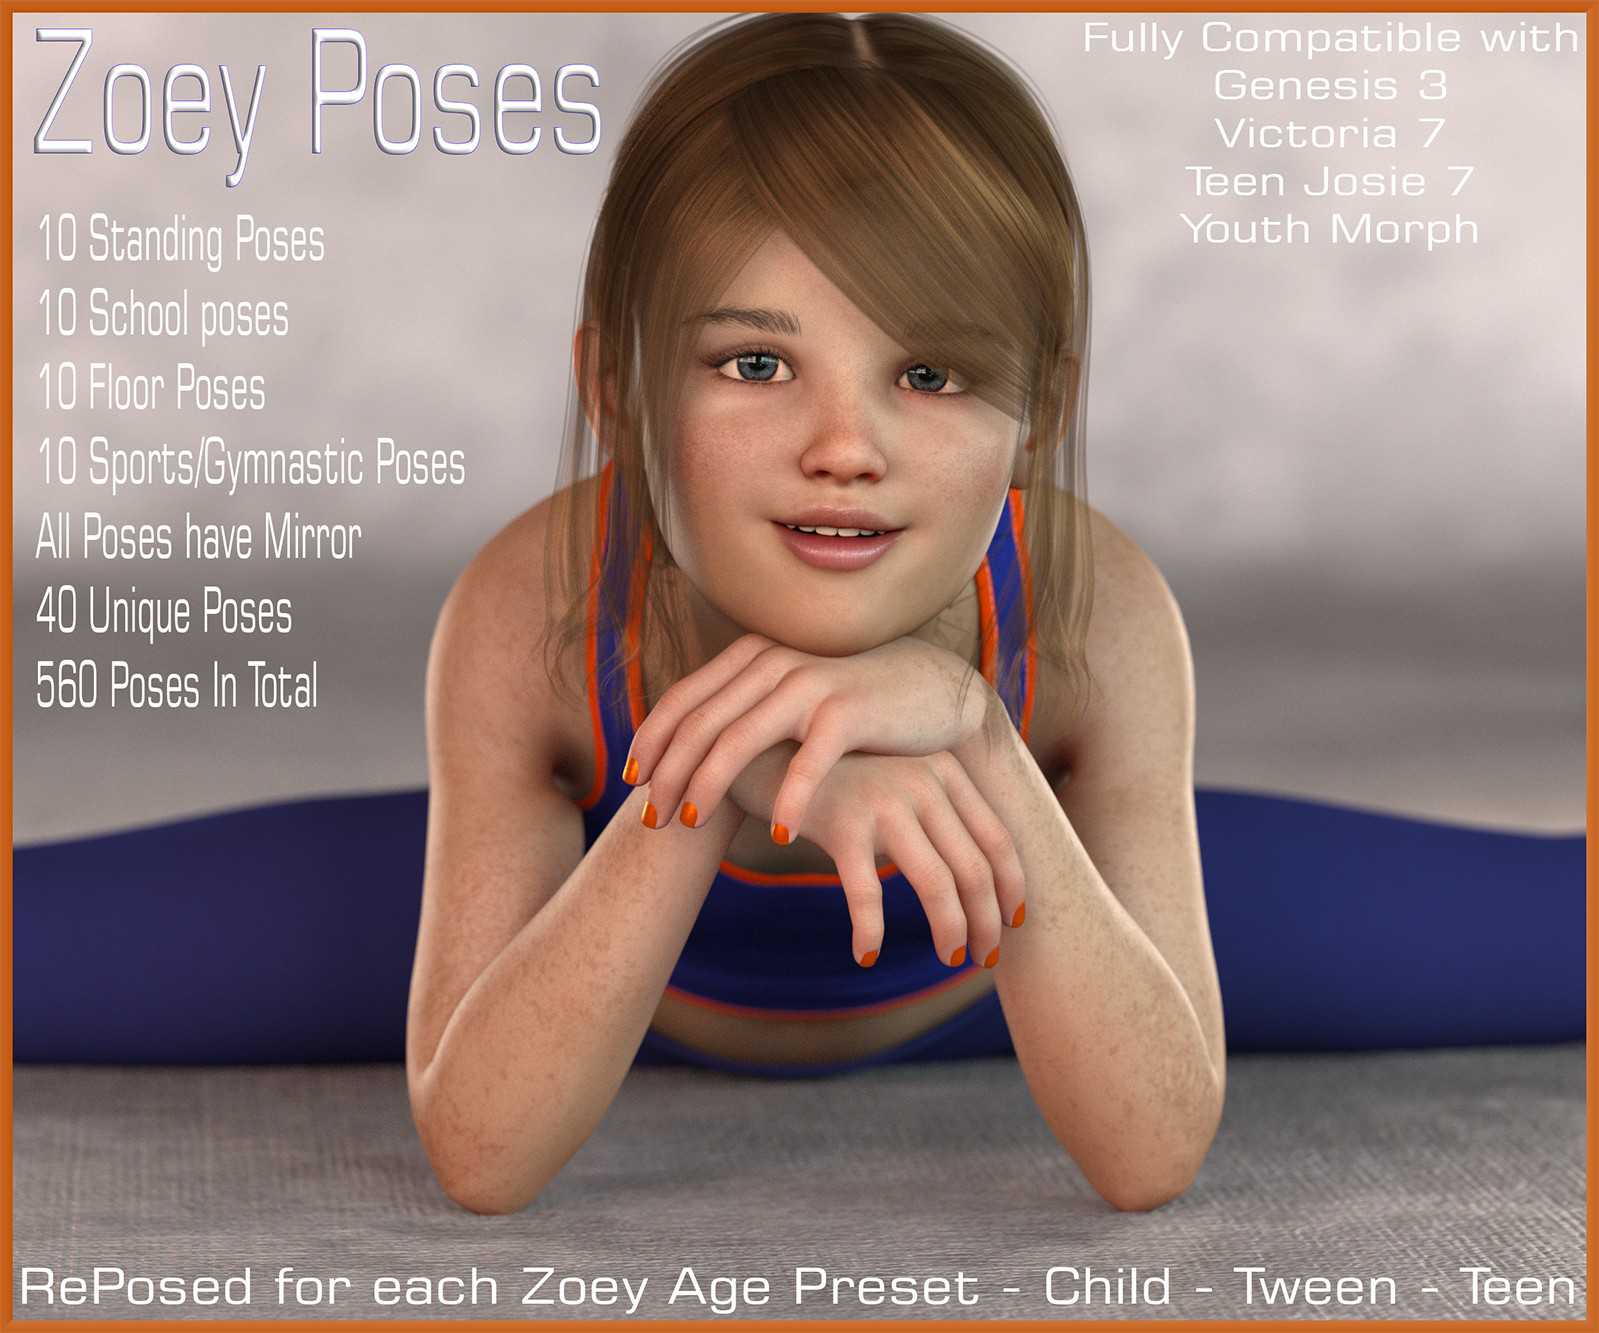 Zoey Poses
10 Standing Poses
10 School poses
10 Floor Poses
10 Sports/Gymnastic Poses
All Poses have Mirror
40 Unique Poses
560 Poses In Total
Fully Compatible with
Genesis 3
Victoria 7
Teen Josie 7
Youth Morph
RePosed for each Zoey Age Preset - Child - Tween - Teen